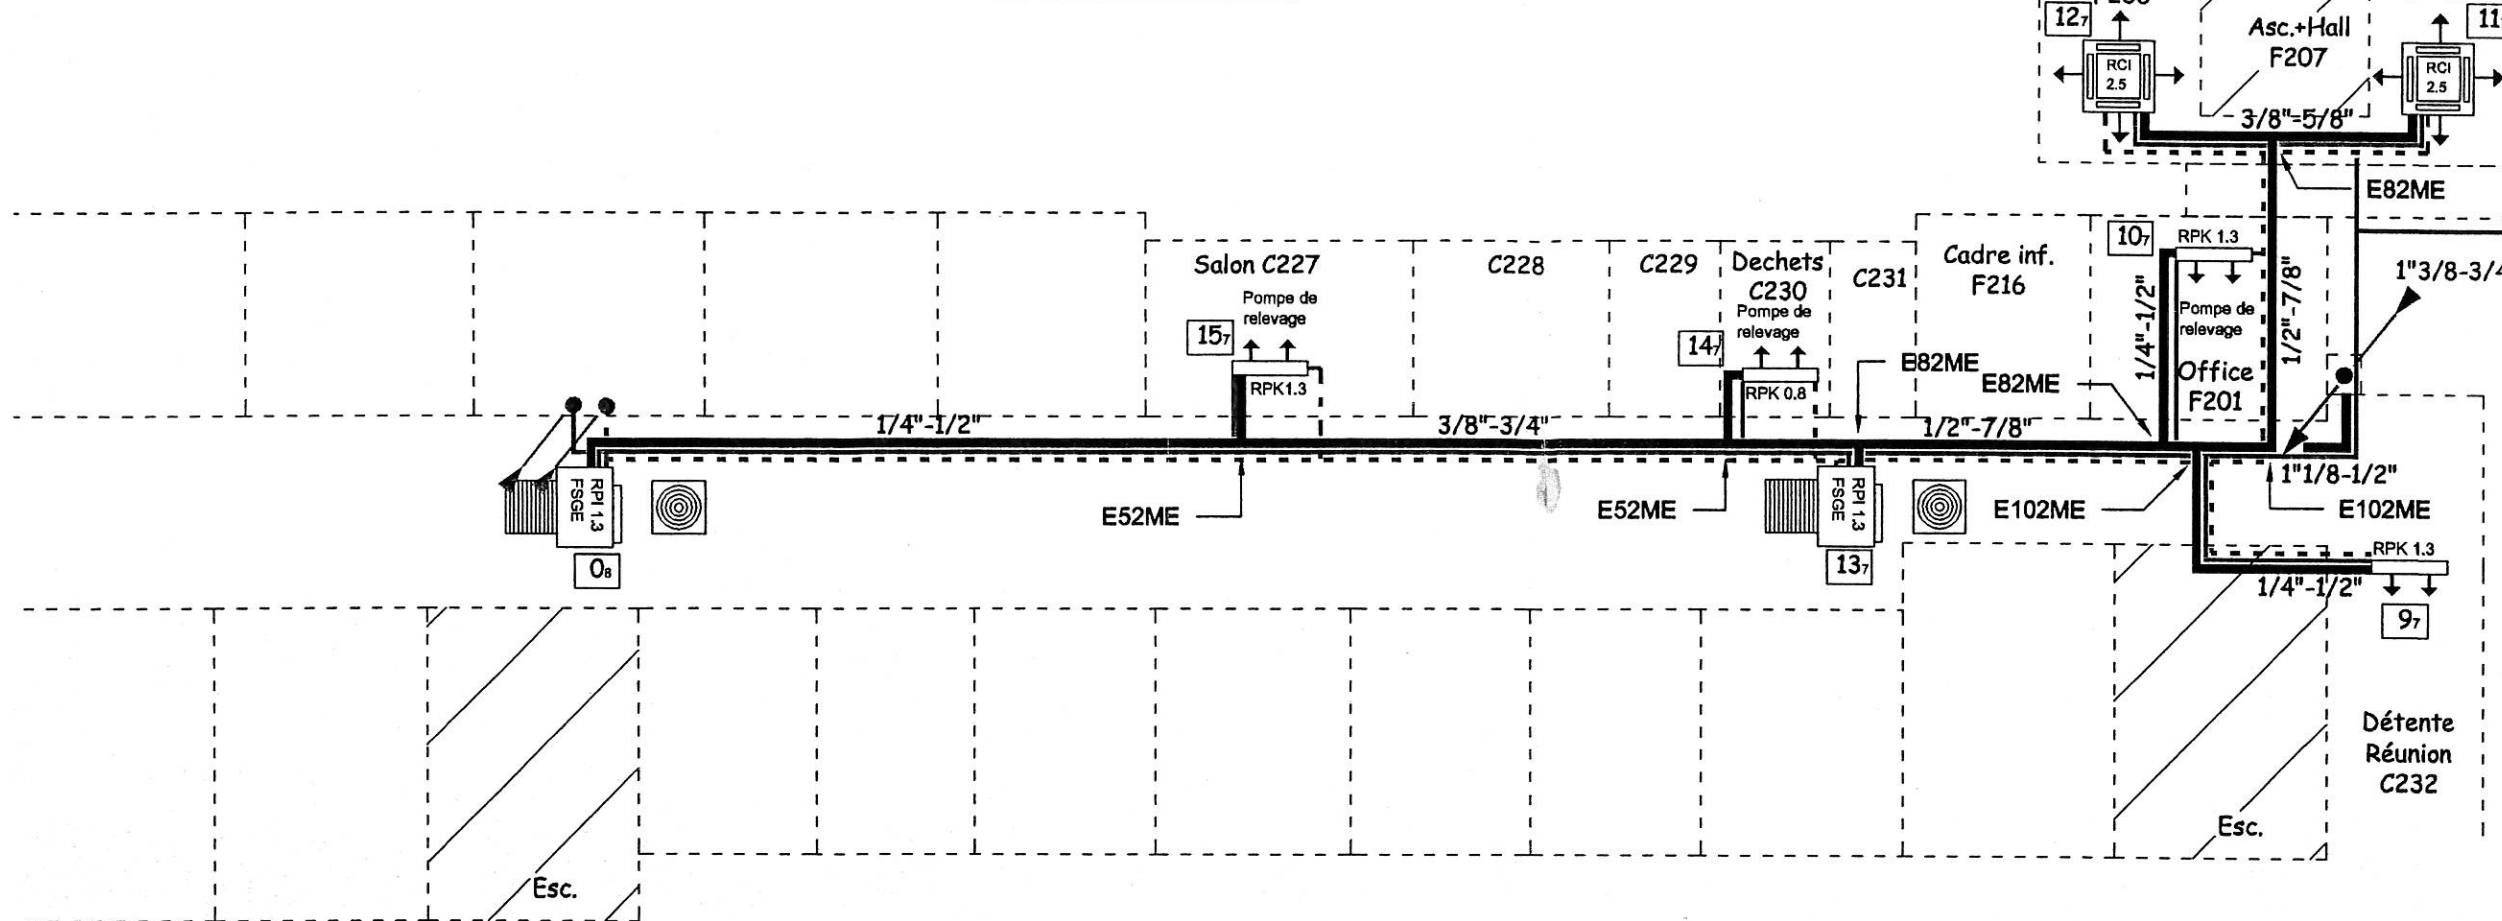 12₇
Asc.+Hall
F207
11
RCI
2.5
RCI
2.5
3/8"-5/8"
E82ME
Salon C227
C228
C229
Dechets
C230
C231
Cadre inf.
F216
10₇
RPK 1.3
1"3/8-3/4
Pompe de
relevage
Pompe de
relevage
Pompe de
relevage
1/4"-1/2"
1/2"-7/8"
15₇
14₇
RPK1.3
RPK 0.8
E82ME
E82ME
Office
F201
1/4"-1/2"
3/8"-3/4"
1/2"-7/8"
1"1/8-1/2"
RPI 1.3
FSGE
E52ME
E52ME
RPI 1.3
FSGE
E102ME
E102ME
0₈
13₇
RPK 1.3
1/4"-1/2"
9₇
Détente
Réunion
C232
Esc.
Esc.